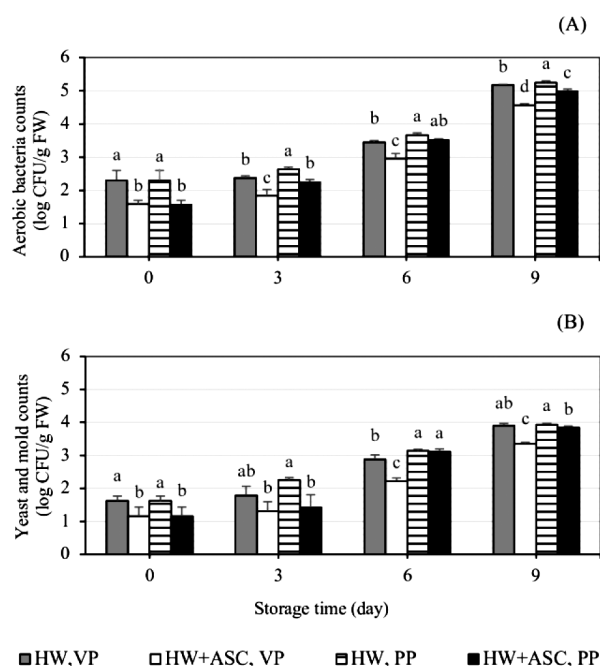 (A)
Aerobic bacteria counts
(log CFU/g FW)
6
5
4
3
2
1
0
a b a b
b c a b
b c a ab
b d a c
0 3 6 9
(B)
Yeast and mold counts
(log CFU/g FW)
6
5
4
3
2
1
0
a b a b
ab b a b
b c a a
ab c a b
0 3 6 9
Storage time (day)
HW,VP HW+ASC, VP HW, PP HW+ASC, PP